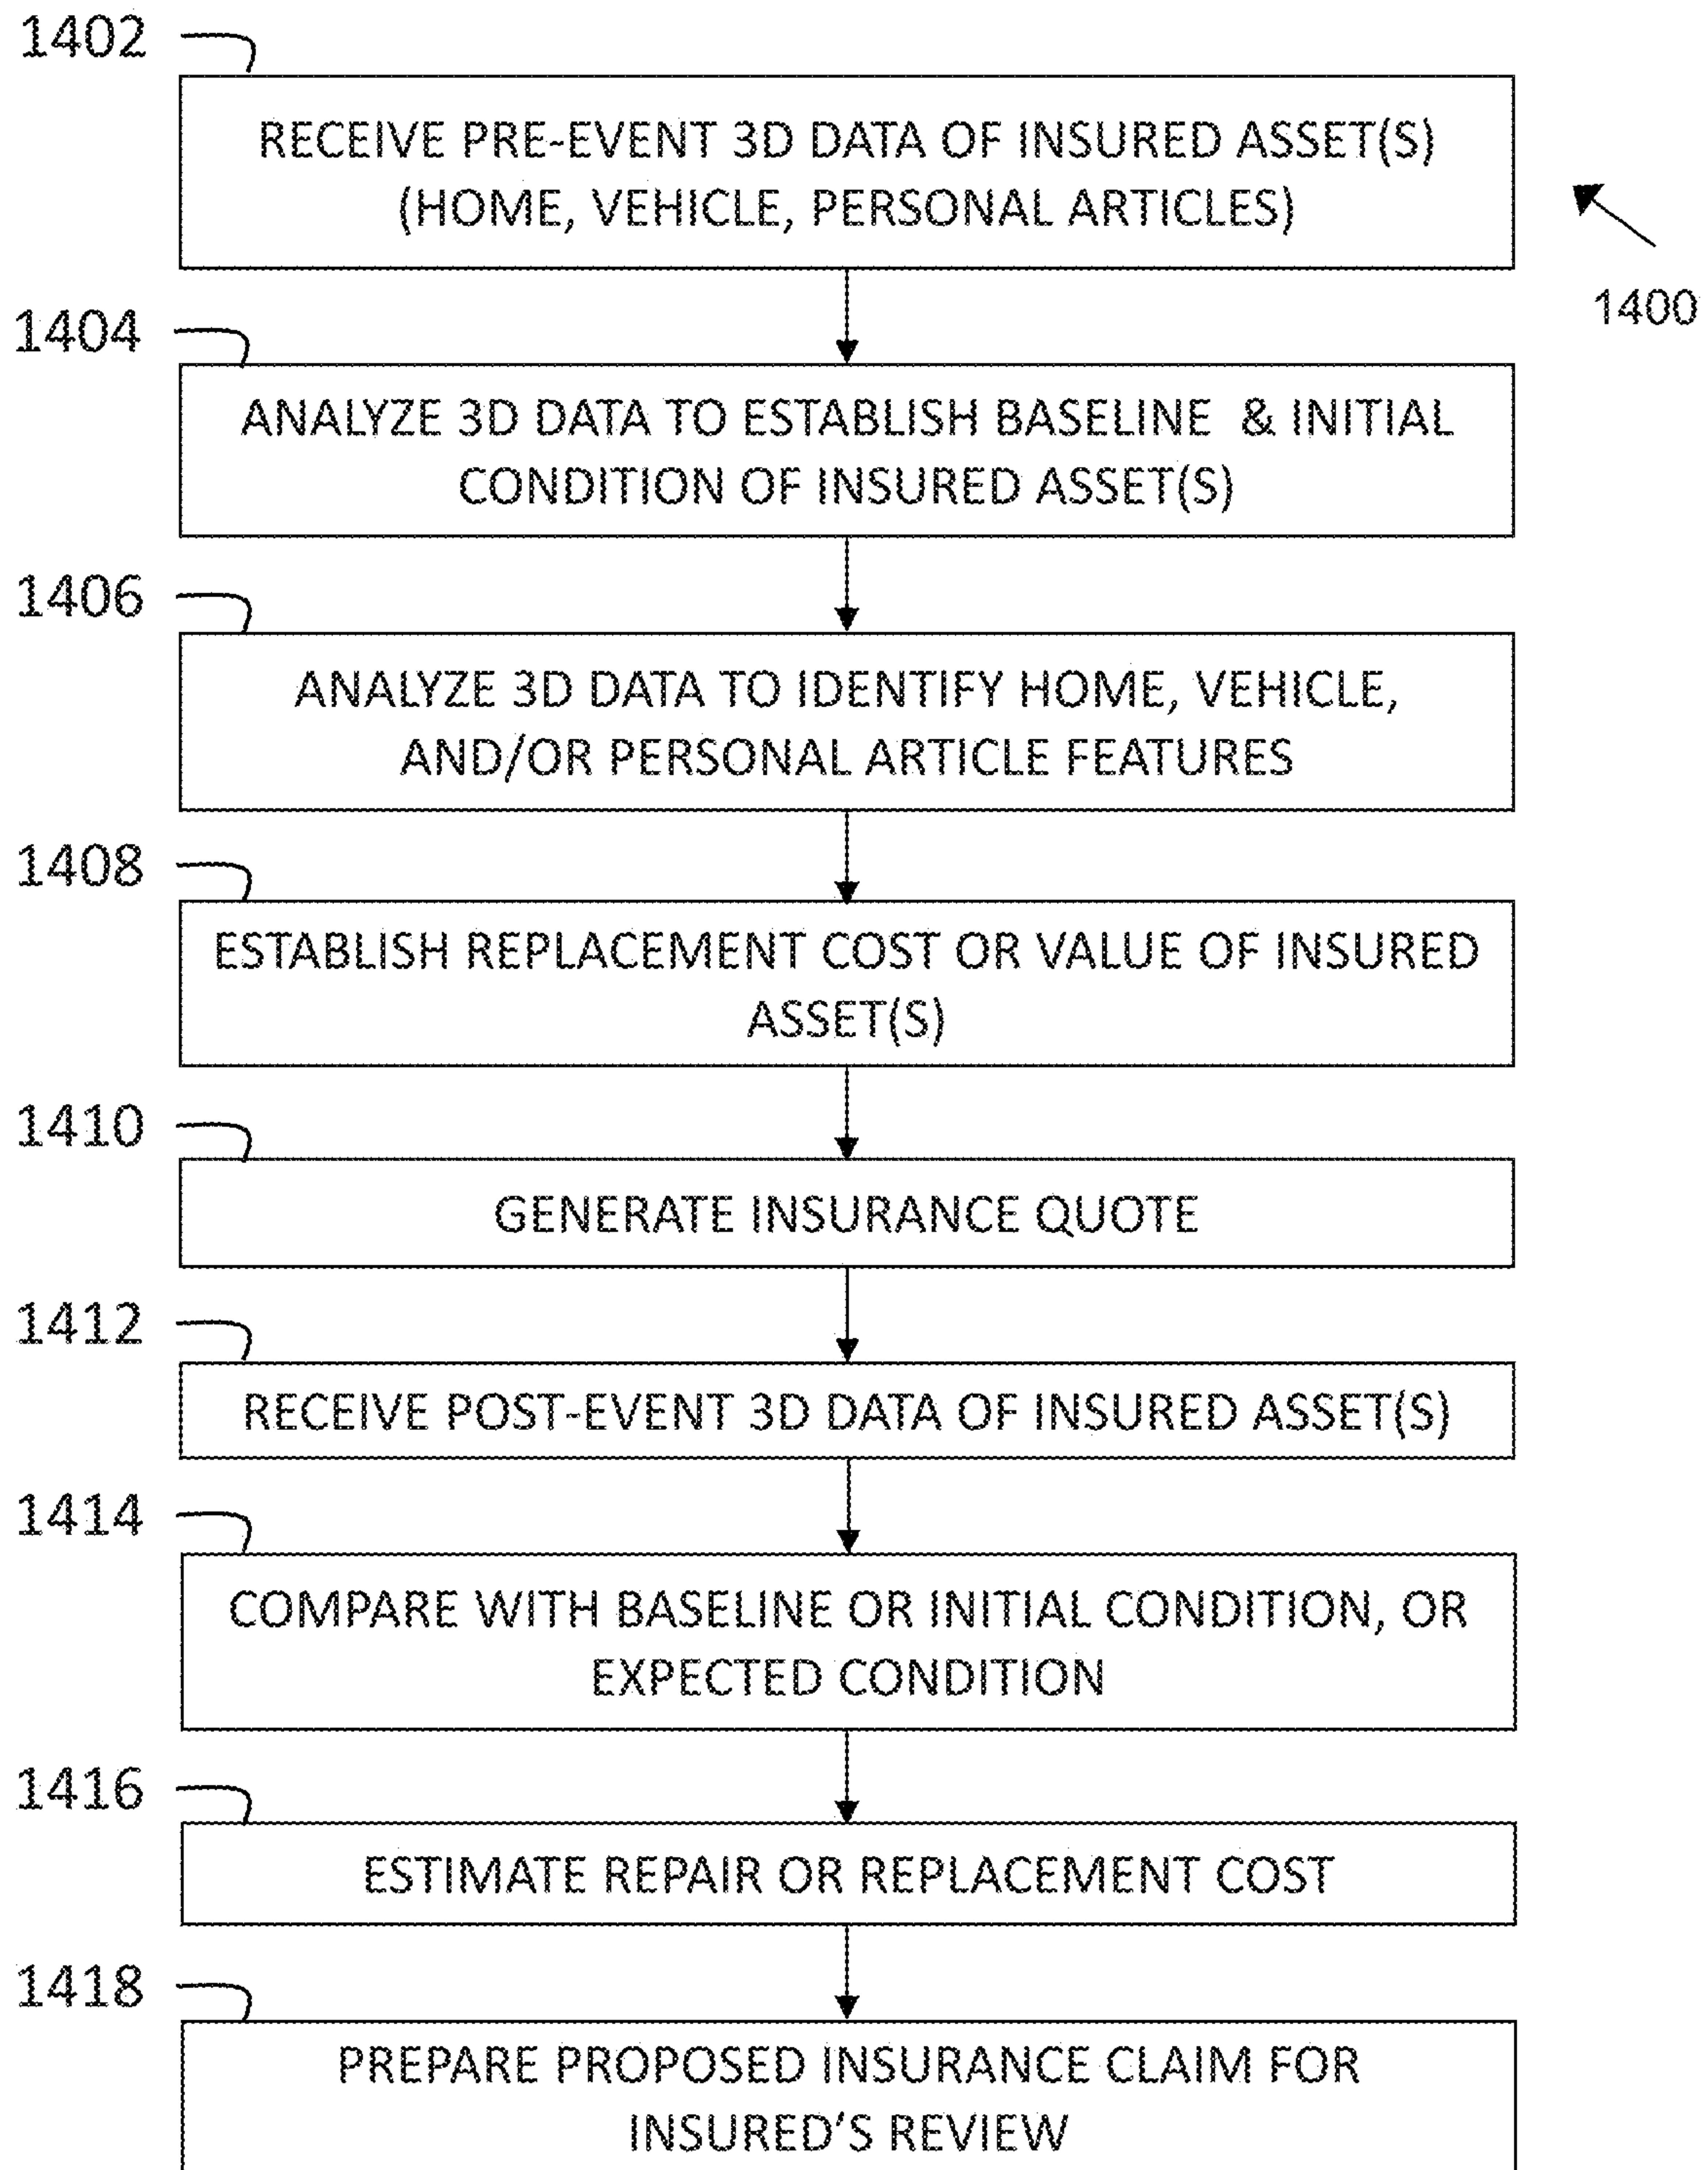 1402
RECEIVE PRE-EVENT 3D DATA OF INSURED ASSET(S)
(HOME, VEHICLE, PERSONAL ARTICLES)
1400
1404
ANALYZE 3D DATA TO ESTABLISH BASELINE & INITIAL
CONDITION OF INSURED ASSET(S)
1406
ANALYZE 3D DATA TO IDENTIFY HOME, VEHICLE,
AND/OR PERSONAL ARTICLE FEATURES
1408
ESTABLISH REPLACEMENT COST OR VALUE OF INSURED
ASSET(S)
1410
GENERATE INSURANCE QUOTE
1412
RECEIVE POST-EVENT 3D DATA OF INSURED ASSET(S)
1414
COMPARE WITH BASELINE OR INITIAL CONDITION, OR
EXPECTED CONDITION
1416
ESTIMATE REPAIR OR REPLACEMENT COST
1418
PREPARE PROPOSED INSURANCE CLAIM FOR
INSURED'S REVIEW